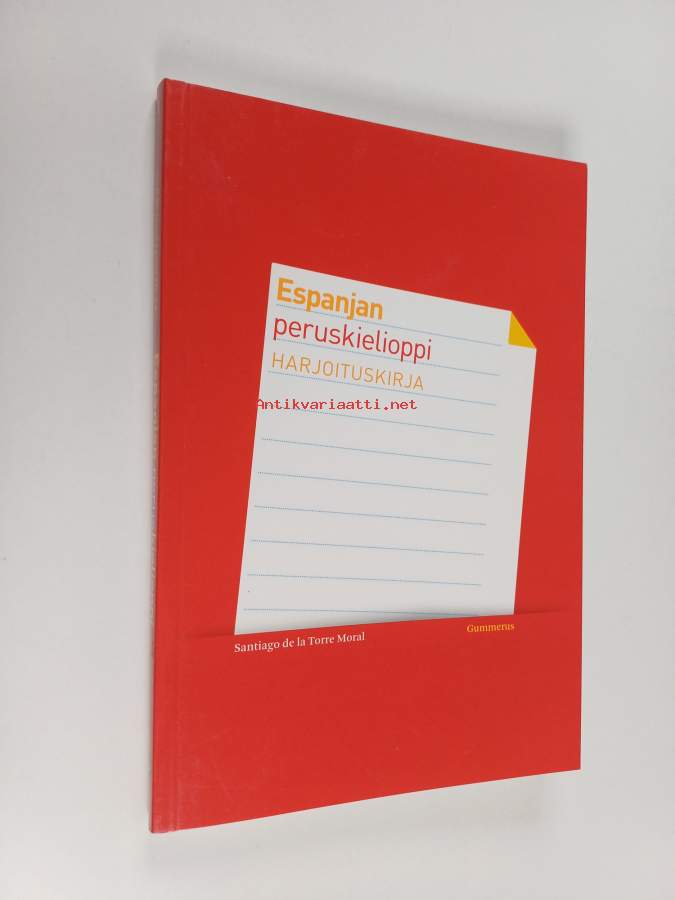 Espanjan
peruskielioppi
HARJOITUSKIRJA
Antikvariaatti.net
Santiago de la Torre Moral
Gummerus